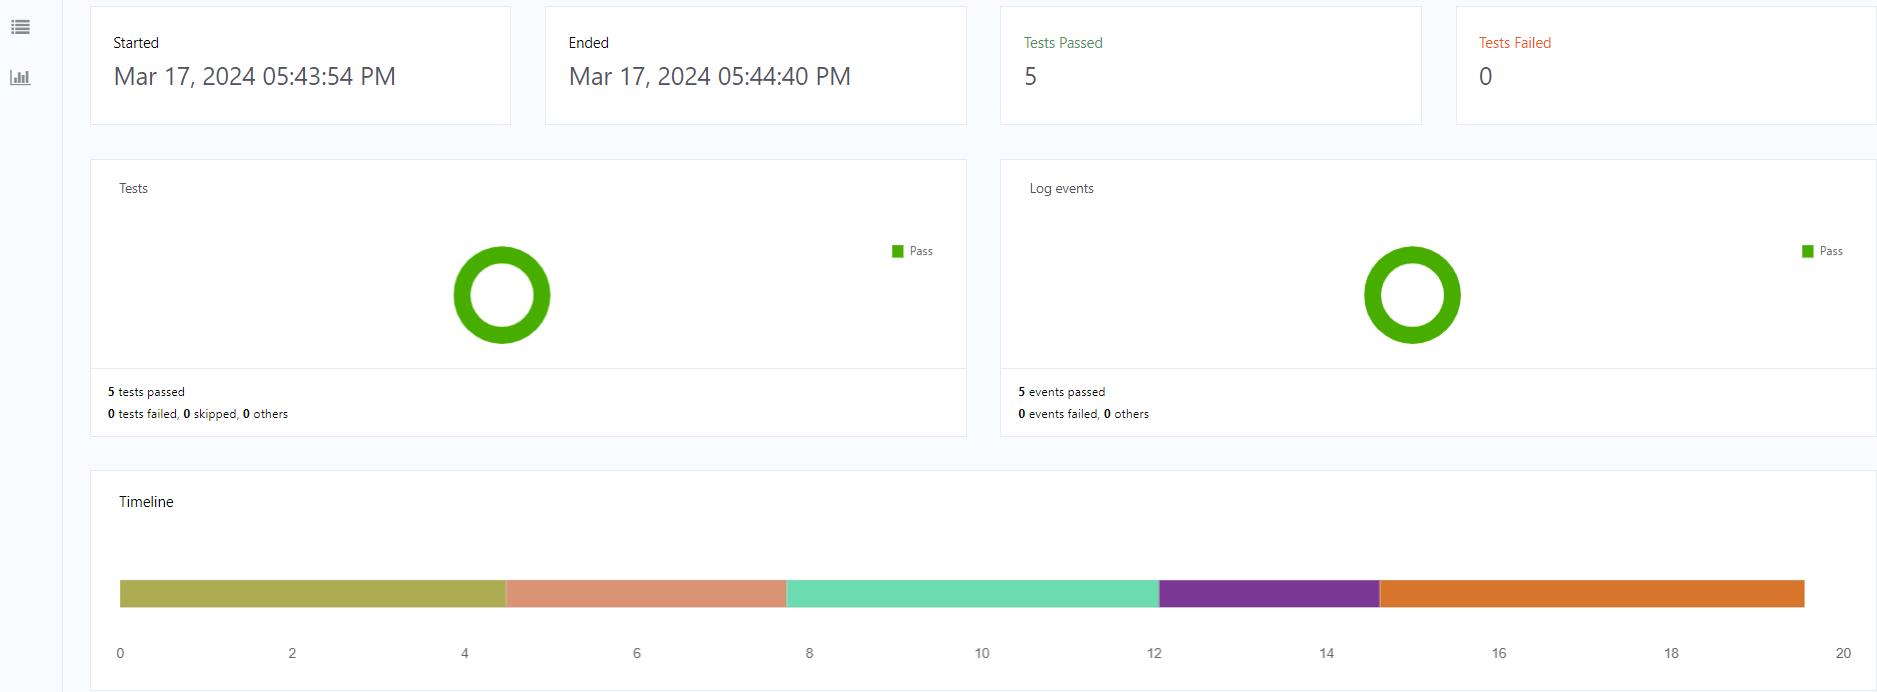 Started
Mar 17, 2024 05:43:54 PM
Ended
Mar 17, 2024 05:44:40 PM
Tests Passed
5
Tests Failed
0
Tests
Pass
5 tests passed
0 tests failed, 0 skipped, 0 others
Log events
Pass
5 events passed
0 events failed, 0 others
Timeline
0 2 4 6 8 10 12 14 16 18 20